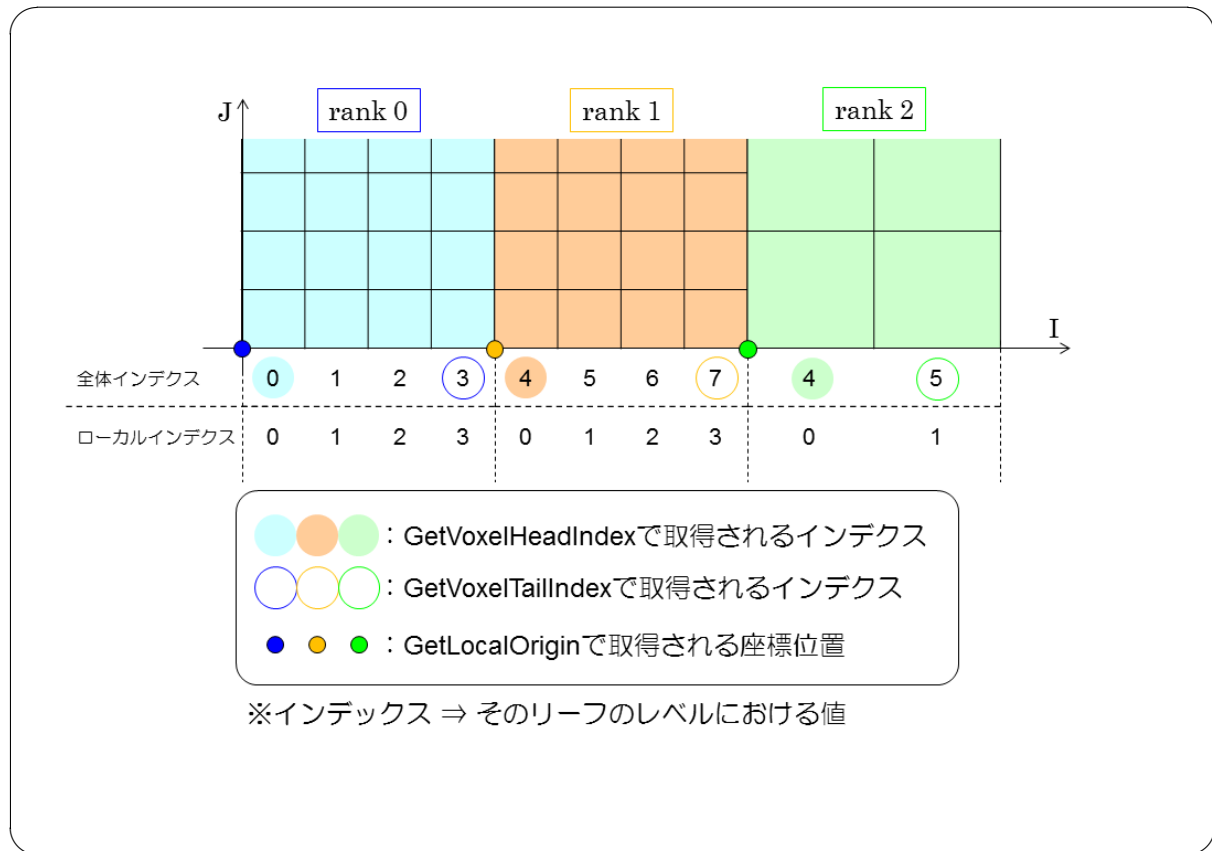 J
rank 0
rank 1
rank 2
I
全体インデクス 0 1 2 3 4 5 6 7 4 5
ローカルインデクス 0 1 2 3 0 1 2 3 0 1
：GetVoxelHeadIndexで取得されるインデクス
：GetVoxelTailIndexで取得されるインデクス
：GetLocalOriginで取得される座標位置
※インデックス ⇒ そのリーフのレベルにおける値